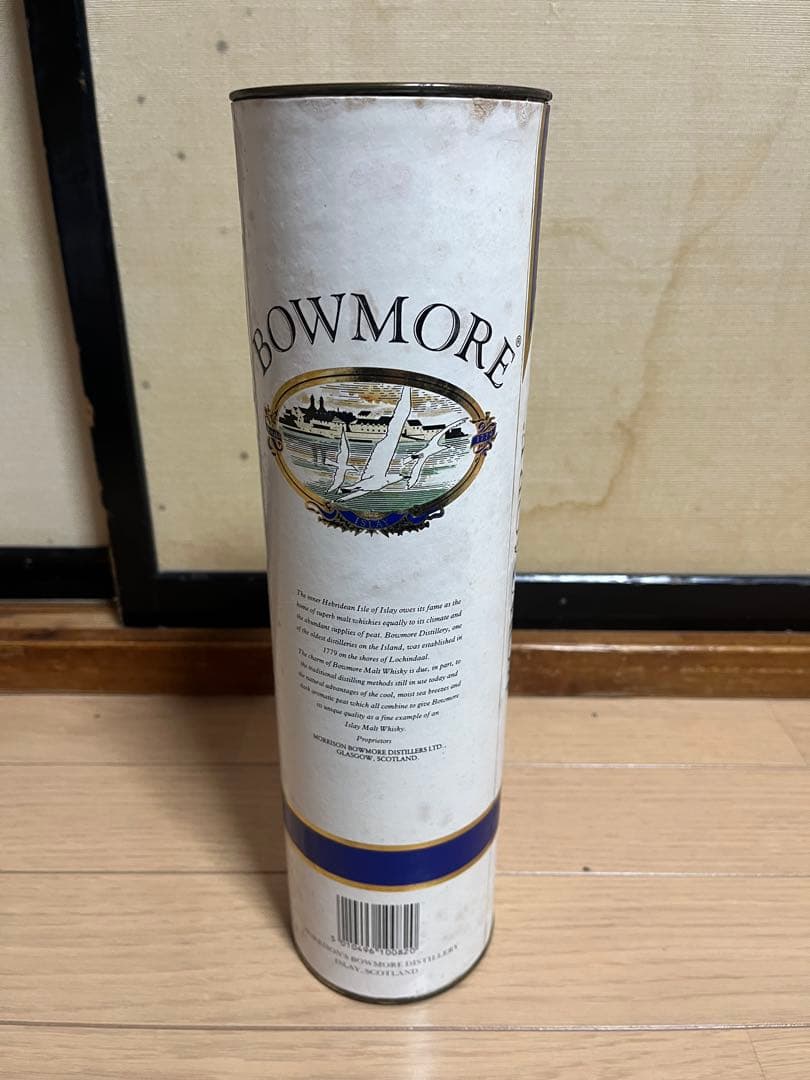 BOWMORE®
1779
ISLAY
The inner Hebridean Isle of Islay owes its fame as the
home of superb malt whiskies equally to its climate and
the abundant supplies of peat. Bowmore Distillery, one
of the oldest distilleries on the Island, was established in
1779 on the shores of Lochindaal.
The charm of Bowmore Malt Whisky is due, in part, to
the traditional distilling methods still in use today and
the natural advantages of the cool, moist sea breezes and
dark aromatic peat which all combine to give Bowmore
its unique quality as a fine example of an
Islay Malt Whisky.
Proprietors
MORRISON BOWMORE DISTILLERS LTD.,
GLASGOW, SCOTLAND.
5 010496 100820
MORRISON'S BOWMORE DISTILLERY
ISLAY, SCOTLAND